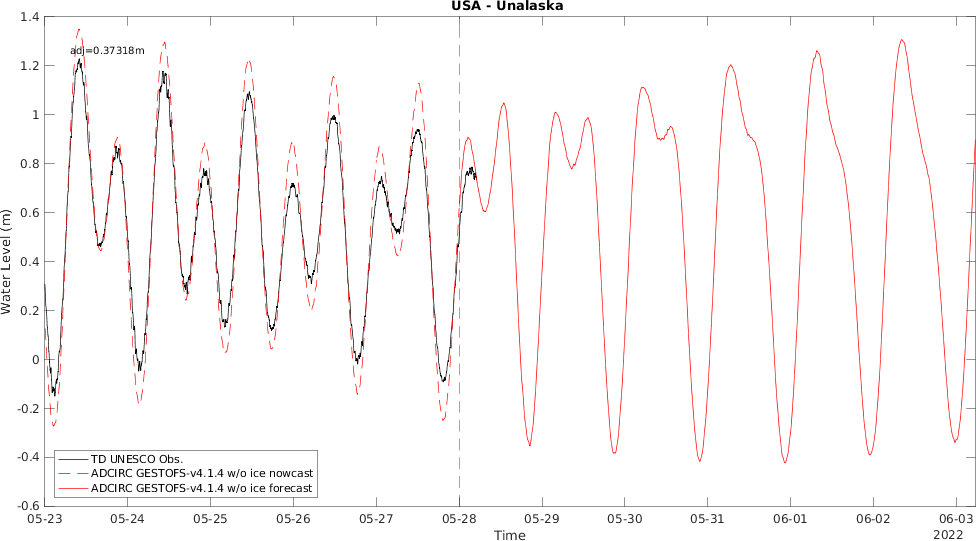 USA - Unalaska
adj=0.37318m
Water Level (m)
1.4
1.2
1
0.8
0.6
0.4
0.2
0
-0.2
-0.4
-0.6
TD UNESCO Obs.
ADCIRC GESTOFS-v4.1.4 w/o ice nowcast
ADCIRC GESTOFS-v4.1.4 w/o ice forecast
05-23 05-24 05-25 05-26 05-27 05-28 05-29 05-30 05-31 06-01 06-02 06-03
Time
2022